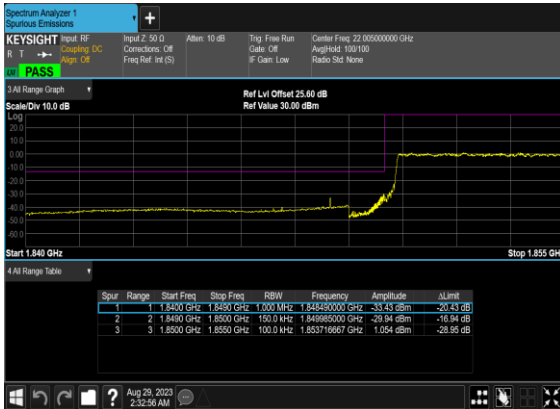 Spectrum Analyzer 1
Spurious Emissions
+
KEYSIGHT Input: RF Input Z: 50 Ω Atten: 10 dB Trig: Free Run Center Freq: 22.005000000 GHz
R T Coupling: DC Corrections: Off Gate: Off Avg|Hold: 100/100
Align: Off Freq Ref: Int (S) IF Gain: Low Radio Std: None
PASS
3 All Range Graph
Ref Lvl Offset 25.60 dB
Scale/Div 10.0 dB Ref Value 30.00 dBm
Log
20.0
10.0
0.00
-10.0
-20.0
-30.0
-40.0
-50.0
-60.0
Start 1.840 GHz Stop 1.855 GH
4 All Range Table
Spur Range Start Freq Stop Freq RBW Frequency Amplitude ΔLimit
1 1 1.8400 GHz 1.8490 GHz 1.000 MHz 1.848490000 GHz -33.43 dBm -20.43 dB
2 2 1.8490 GHz 1.8500 GHz 150.0 kHz 1.849985000 GHz -29.94 dBm -16.94 dB
3 3 1.8500 GHz 1.8550 GHz 100.0 kHz 1.853716667 GHz 1.054 dBm -28.95 dB
? Aug 29, 2023
2:32:56 AM